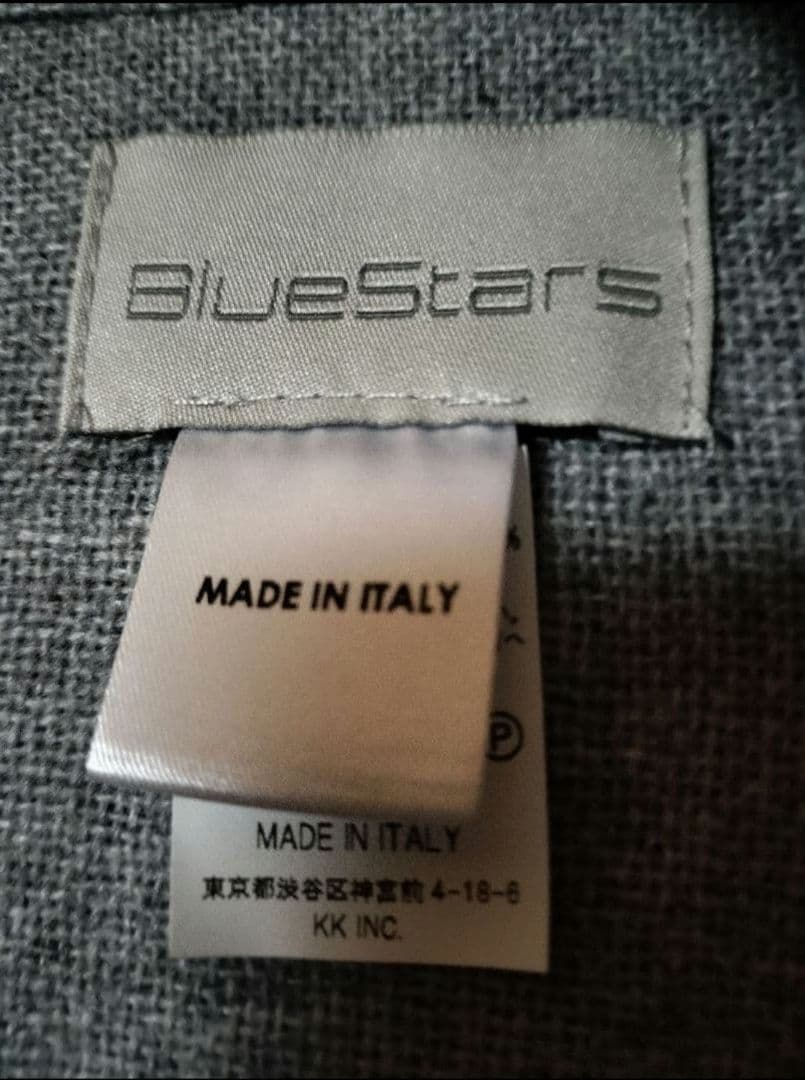 BlueStars
MADE IN ITALY
P
MADE IN ITALY
東京都渋谷区神宮前4-18-6
KK INC.